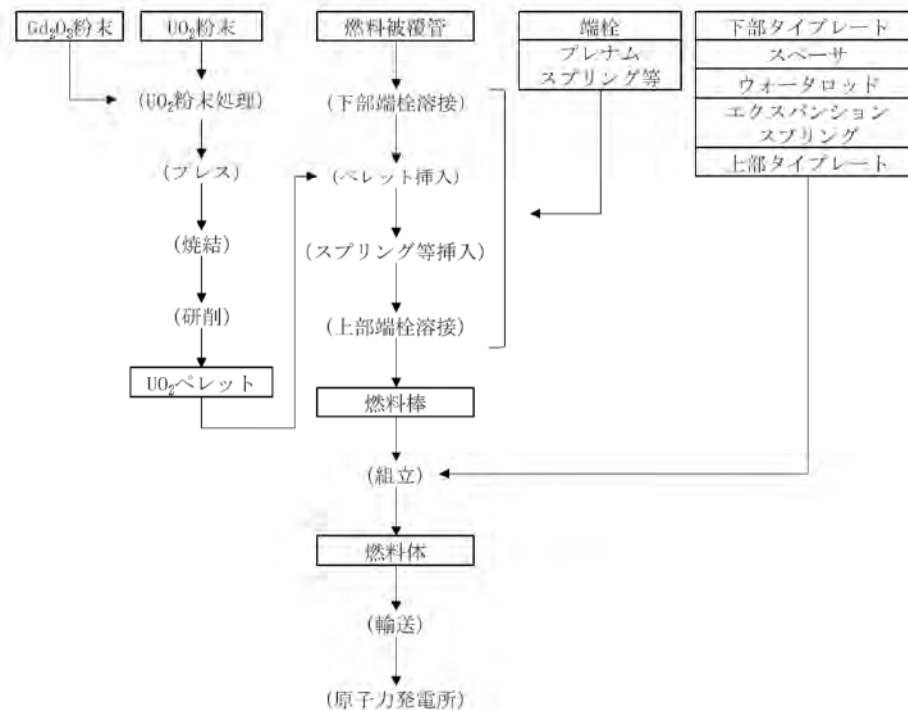 Gd₂O₃粉末
UO₂粉末
燃料被覆管
端栓
プレナム
スプリング等
下部タイプレート
スペーサ
ウォータロッド
エクスパンション
スプリング
上部タイプレート
(UO₂粉末処理)
(下部端栓溶接)
(プレス)
(ペレット挿入)
(焼結)
(スプリング等挿入)
(研削)
(上部端栓溶接)
UO₂ペレット
燃料棒
(組立)
燃料体
(輸送)
(原子力発電所)